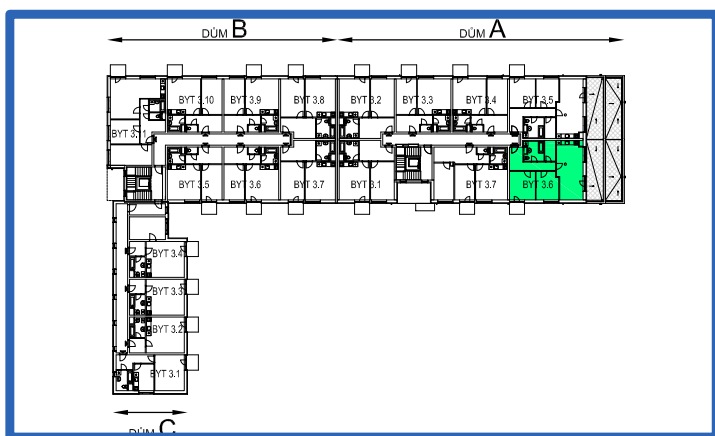 DŮM B DŮM A
BYT 3.10 BYT 3.9 BYT 3.8 BYT 3.2 BYT 3.3 BYT 3.4 BYT 3.5
BYT 3.11
BYT 3.5 BYT 3.6 BYT 3.7 BYT 3.1 BYT 3.7 BYT 3.6
BYT 3.4
BYT 3.3
BYT 3.2
BYT 3.1
DŮM C